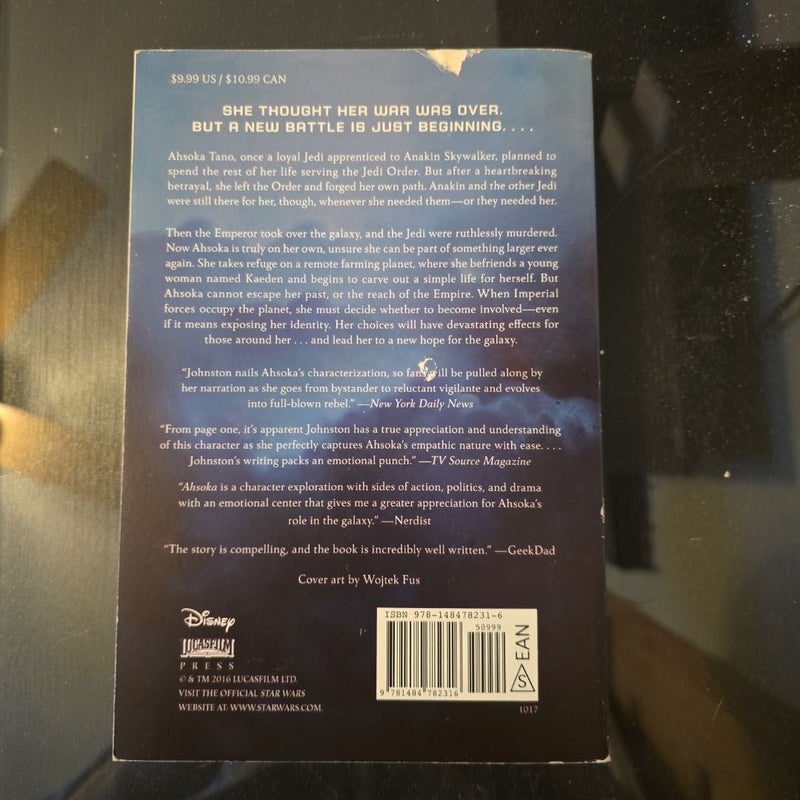 $9.99 US / $10.99 CAN
SHE THOUGHT HER WAR WAS OVER.
BUT A NEW BATTLE IS JUST BEGINNING. . . .
Ahsoka Tano, once a loyal Jedi apprenticed to Anakin Skywalker, planned to
spend the rest of her life serving the Jedi Order. But after a heartbreaking
betrayal, she left the Order and forged her own path. Anakin and the other Jedi
were still there for her, though, whenever she needed them—or they needed her.
Then the Emperor took over the galaxy, and the Jedi were ruthlessly murdered.
Now Ahsoka is truly on her own, unsure she can be part of something larger ever
again. She takes refuge on a remote farming planet, where she befriends a young
woman named Kaeden and begins to carve out a simple life for herself. But
Ahsoka cannot escape her past, or the reach of the Empire. When Imperial
forces occupy the planet, she must decide whether to become involved—even
if it means exposing her identity. Her choices will have devastating effects for
those around her . . . and lead her to a new hope for the galaxy.
“Johnston nails Ahsoka's characterization, so will be pulled along by
her narration as she goes from bystander to reluctant vigilante and evolves
into full-blown rebel.” —New York Daily News
“From page one, it's apparent Johnston has a true appreciation and understanding
of this character as she perfectly captures Ahsoka's empathic nature with ease. . . .
Johnston's writing packs an emotional punch.” —TV Source Magazine
“Ahsoka is a character exploration with sides of action, politics, and drama
with an emotional center that gives me a greater appreciation for Ahsoka's
role in the galaxy.” —Nerdist
“The story is compelling, and the book is incredibly well written.” —GeekDad
Cover art by Wojtek Fus
Disney
LUCASFILM
PRESS
© & TM 2016 LUCASFILM LTD.
VISIT THE OFFICIAL STAR WARS
WEBSITE AT: WWW.STARWARS.COM.
ISBN 978-148478231-6
50999
9 781484 782316
S EAN
1017